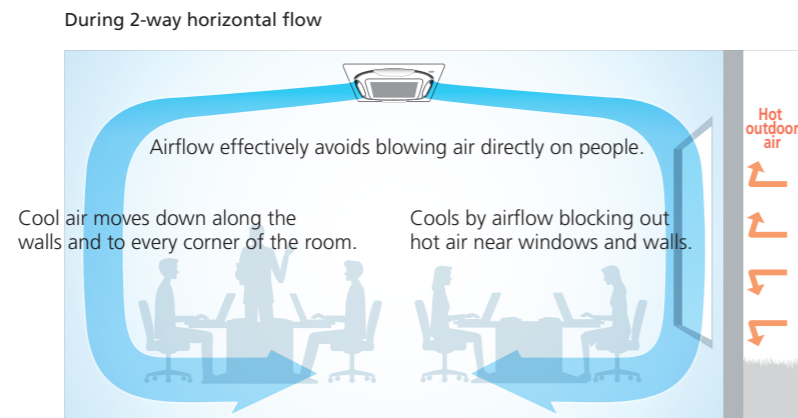 During 2-way horizontal flow
Hot
outdoor
air
Airflow effectively avoids blowing air directly on people.
Cool air moves down along the
walls and to every corner of the room.
Cools by airflow blocking out
hot air near windows and walls.